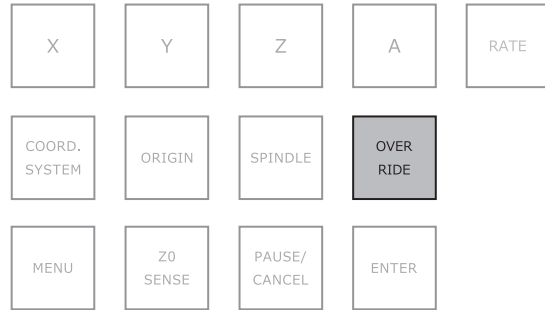 X
Y
Z
A
RATE
COORD.
SYSTEM
ORIGIN
SPINDLE
OVER
RIDE
MENU
Z0
SENSE
PAUSE/
CANCEL
ENTER